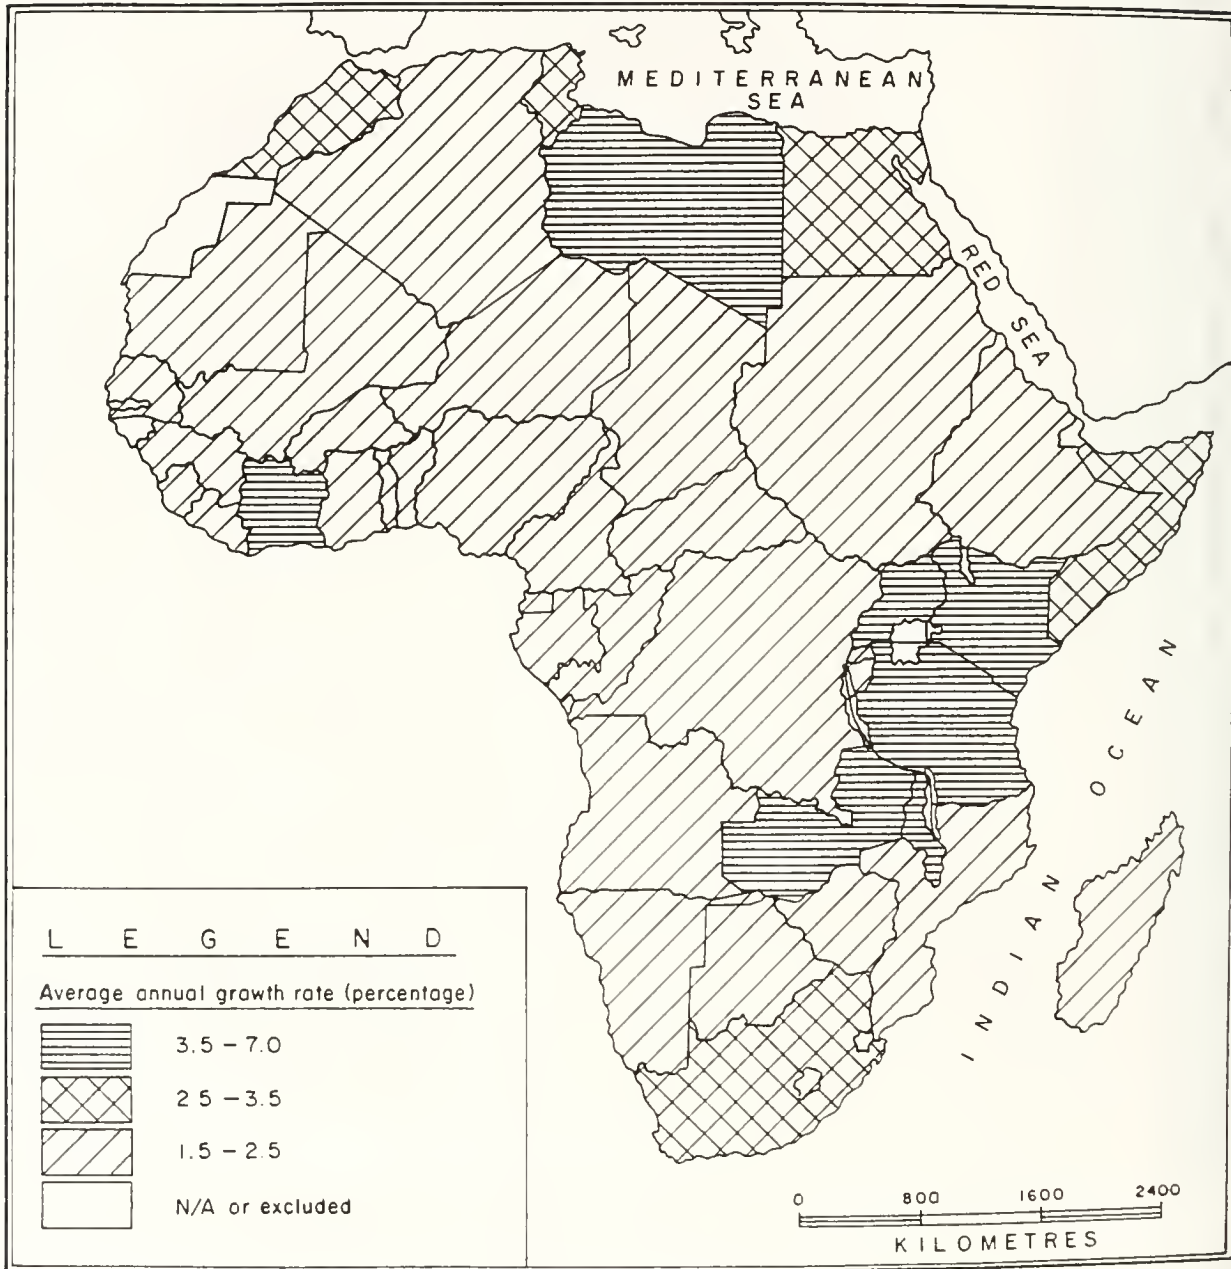 MEDITERRANEAN
SEA
RED SEA
INDIAN OCEAN
LEGEND
Average annual growth rate (percentage)
3.5 – 7.0
2 5 – 3.5
1.5 – 2.5
N/A or excluded
0 800 1600 2400
KILOMETRES